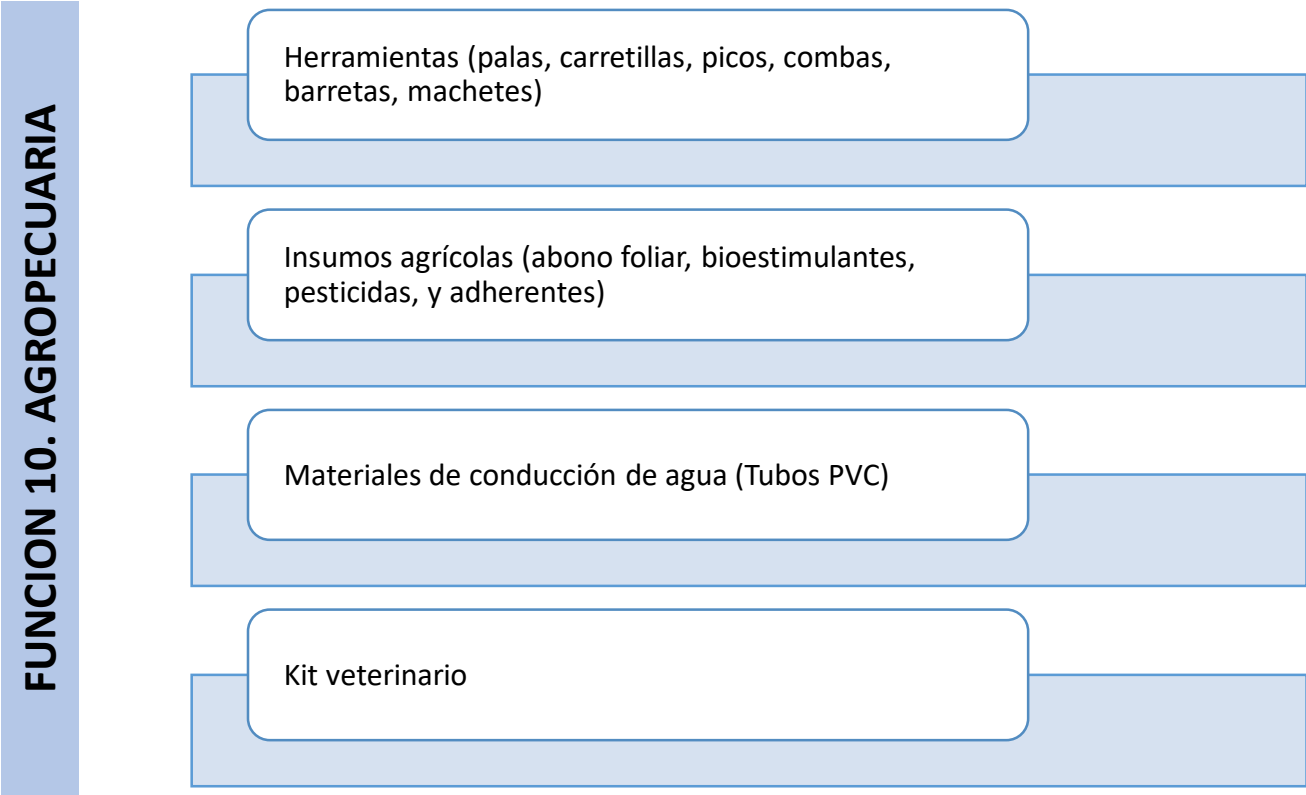 FUNCION 10. AGROPECUARIA
Herramientas (palas, carretillas, picos, combas,
barretas, machetes)
Insumos agrícolas (abono foliar, bioestimulantes,
pesticidas, y adherentes)
Materiales de conducción de agua (Tubos PVC)
Kit veterinario